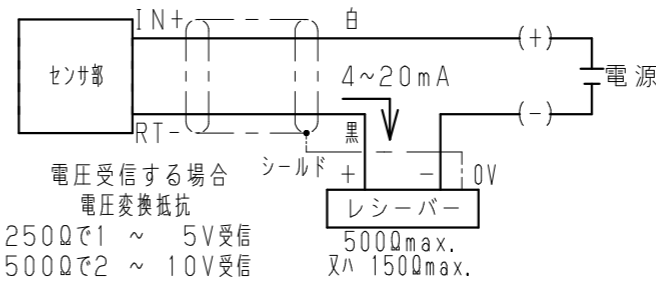 IN+ 白 (+)
センサ部 4~20mA 電源
RT- 黒 (-)
シールド + - 0V
電圧受信する場合
電圧変換抵抗
レシーバー
250Ωで1 ~ 5V受信
500Ωで2 ~ 10V受信
500Ωmax.
又ハ 150Ωmax.